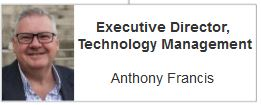 Executive Director,
Technology Management
Anthony Francis